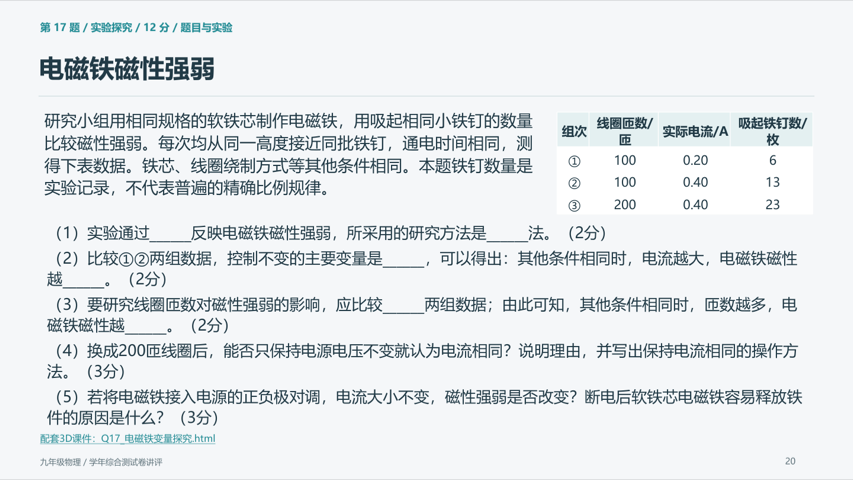 第 17 题 / 实验探究 / 12 分 / 题目与实验
电磁铁磁性强弱
研究小组用相同规格的软铁芯制作电磁铁，用吸起相同小铁钉的数量
比较磁性强弱。每次均从同一高度接近同批铁钉，通电时间相同，测
得下表数据。铁芯、线圈绕制方式等其他条件相同。本题铁钉数量是
实验记录，不代表普遍的精确比例规律。
组次 线圈匝数/匝 实际电流/A 吸起铁钉数/枚
① 100 0.20 6
② 100 0.40 13
③ 200 0.40 23
（1）实验通过_____反映电磁铁磁性强弱，所采用的研究方法是_____法。（2分）
（2）比较①②两组数据，控制不变的主要变量是_____，可以得出：其他条件相同时，电流越大，电磁铁磁性
越_____。（2分）
（3）要研究线圈匝数对磁性强弱的影响，应比较_____两组数据；由此可知，其他条件相同时，匝数越多，电
磁铁磁性越_____。（2分）
（4）换成200匝线圈后，能否只保持电源电压不变就认为电流相同？说明理由，并写出保持电流相同的操作方
法。（3分）
（5）若将电磁铁接入电源的正负极对调，电流大小不变，磁性强弱是否改变？断电后软铁芯电磁铁容易释放铁
件的原因是什么？（3分）
配套3D课件：Q17_电磁铁变量探究.html
九年级物理 / 学年综合测试卷讲评
20